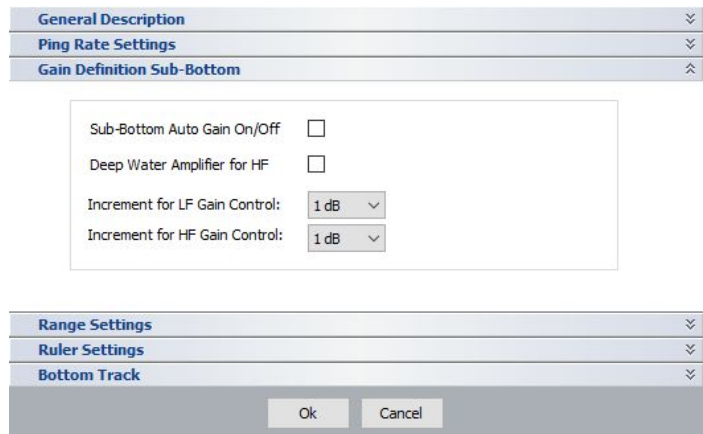 General Description
Ping Rate Settings
Gain Definition Sub-Bottom
Sub-Bottom Auto Gain On/Off
Deep Water Amplifier for HF
Increment for LF Gain Control: 1 dB
Increment for HF Gain Control: 1 dB
Range Settings
Ruler Settings
Bottom Track
Ok Cancel